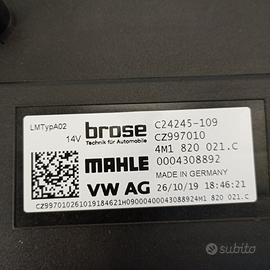 LMTypA02
14V
brose
Technik für Automobile
C24245-109
CZ997010
4M1 820 021.C
MAHLE
0004308892
VW AG
MADE IN GERMANY
26/10/19 18:46:21
CZ997010261019184621H09000400043088924M1 820 021.C
subito